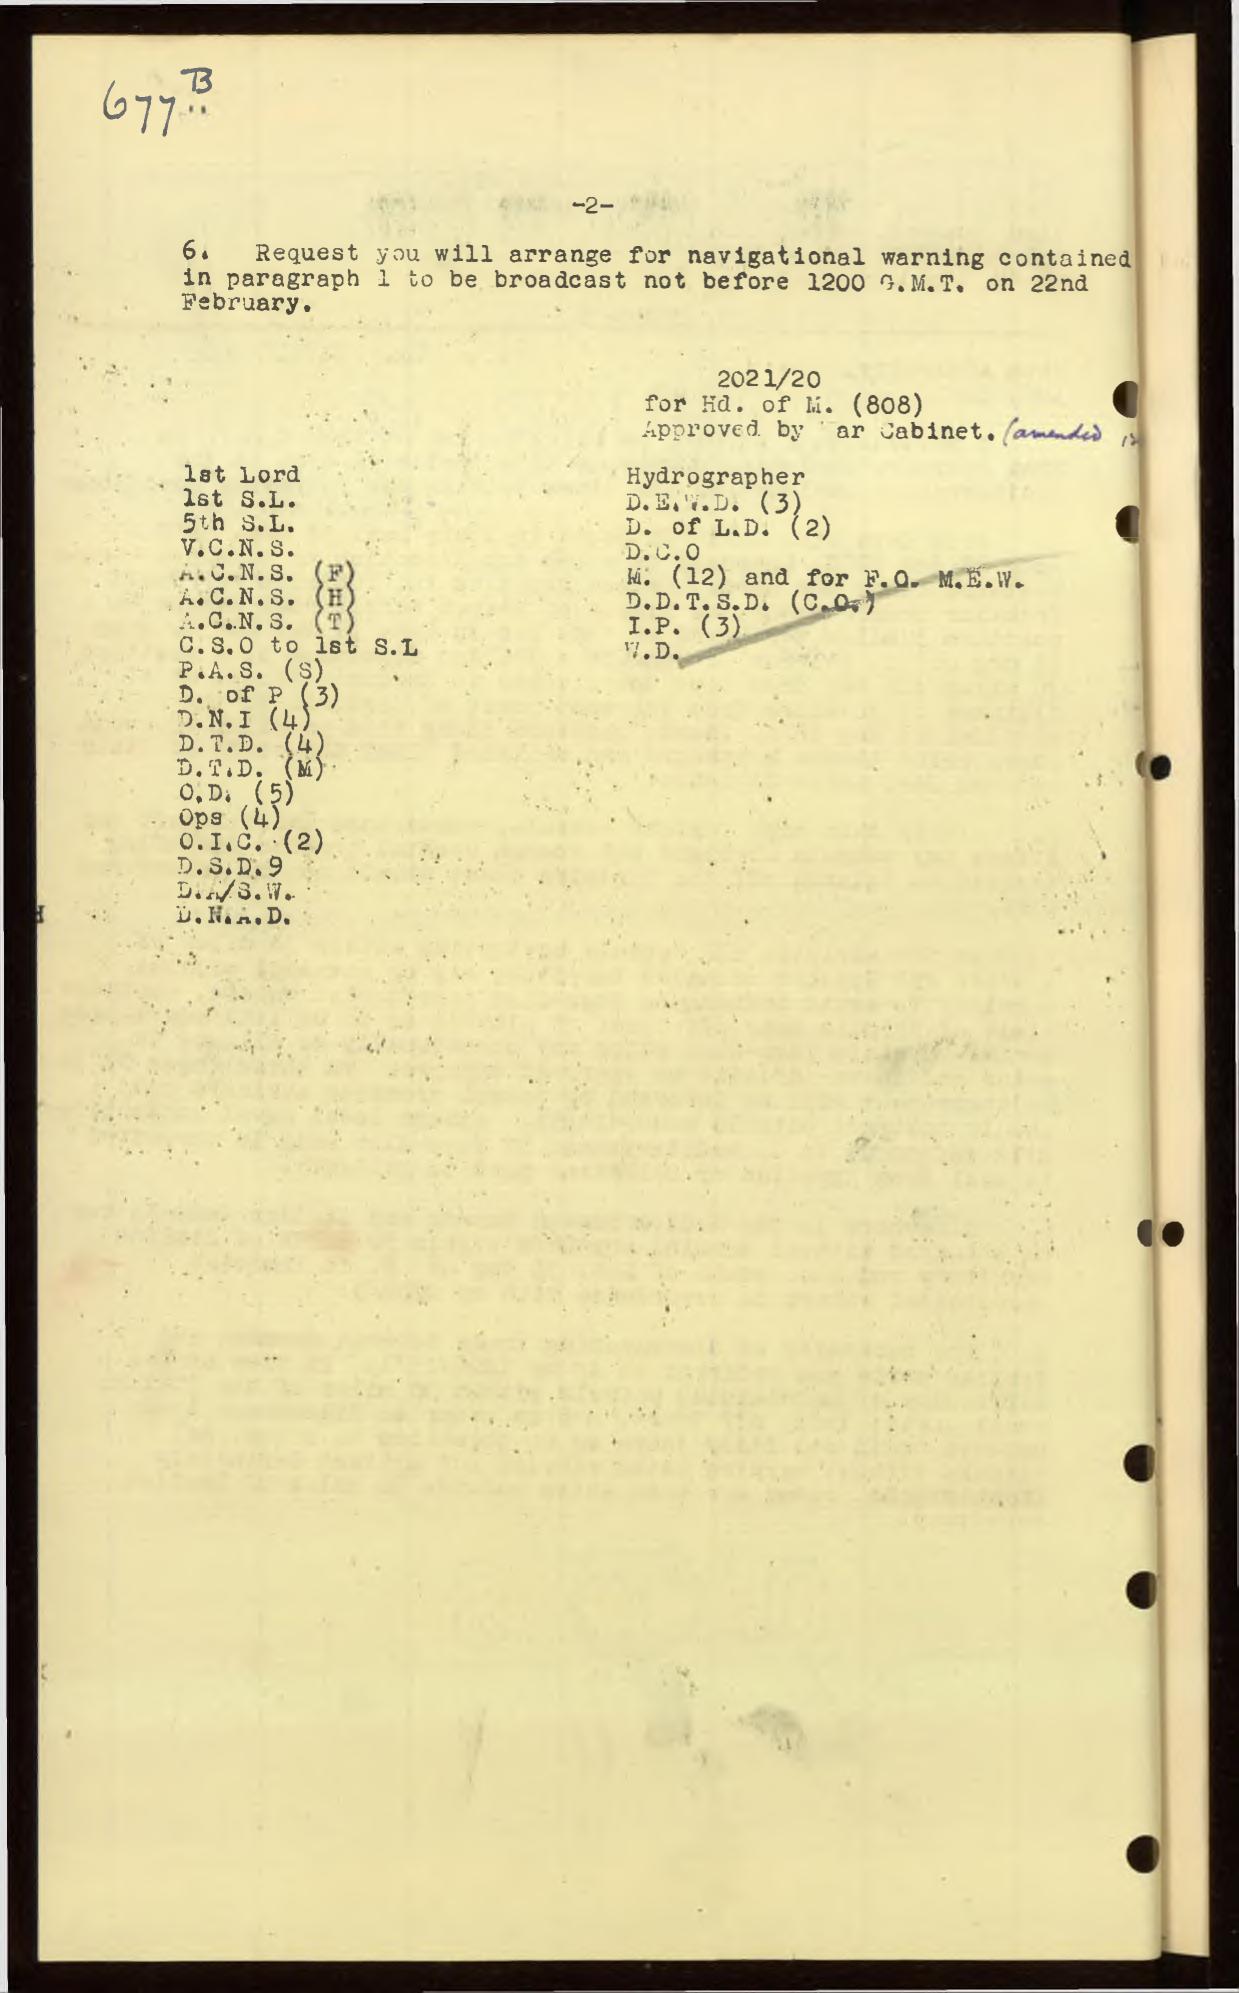 677 B
-2-
6. Request you will arrange for navigational warning contained
in paragraph 1 to be broadcast not before 1200 G.M.T. on 22nd
February.
2021/20
for Hd. of M. (808)
Approved by ar Cabinet. (amended
1st Lord
1st S.L.
5th S.L.
V.C.N.S.
A.C.N.S. (F)
A.C.N.S. (H)
A.C.N.S. (T)
C.S.O to 1st S.L
P.A.S. (S)
D. of P (3)
D.N.I (4)
D.T.D. (4)
D.T.D. (M)
O.D. (5)
Ops (4)
O.I.C. (2)
D.S.D.9
D.A/S.W.
D.N.A.D.
Hydrographer
D.E.W.D. (3)
D. of L.D. (2)
D.C.O
M. (12) and for F.O. M.E.W.
D.D.T.S.D. (C.O.)
I.P. (3)
W.D.